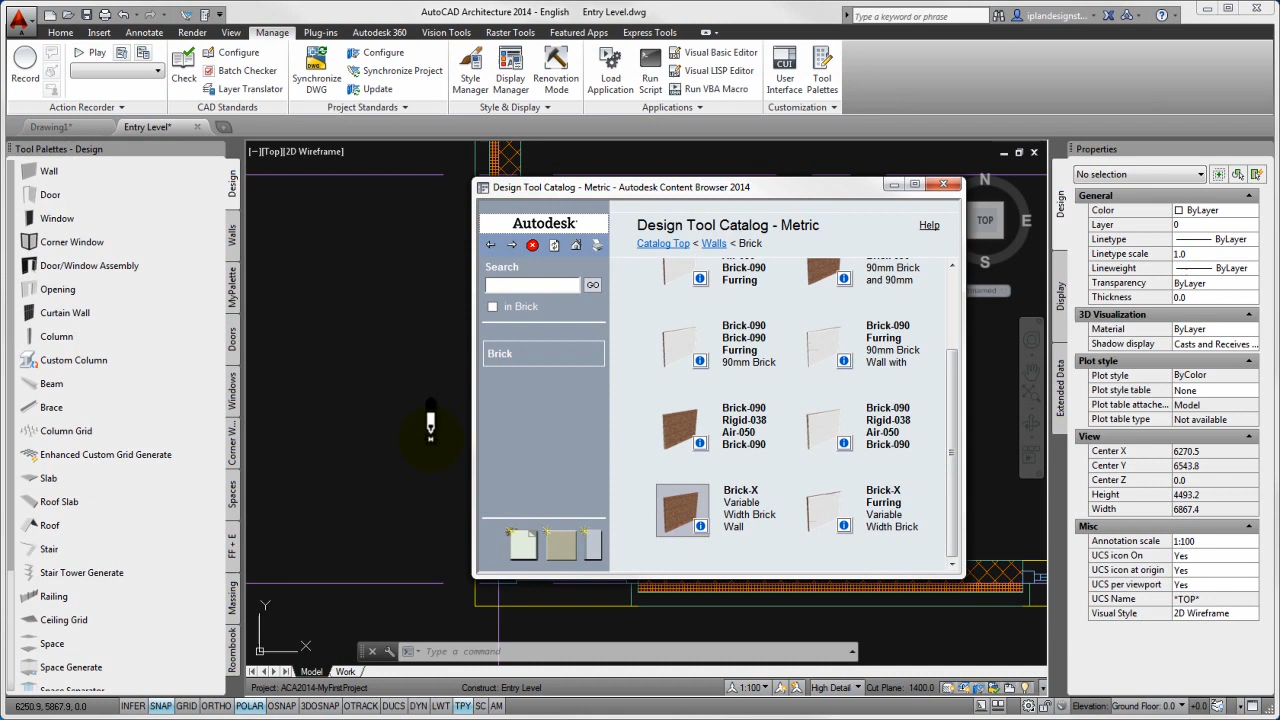 AutoCAD Architecture 2014 - English Entry Level.dwg
Type a keyword or phrase
iplandesignst...
Home
Insert
Annotate
Render
View
Manage
Plug-ins
Autodesk 360
Vision Tools
Raster Tools
Featured Apps
Express Tools
Record
Play
Action Recorder
Check
Configure
Batch Checker
Layer Translator
CAD Standards
Synchronize
DWG
Configure
Synchronize Project
Update
Project Standards
Style
Manager
Display
Manager
Renovation
Mode
Style & Display
Load
Application
Run
Script
Visual Basic Editor
Visual LISP Editor
Run VBA Macro
Applications
CUI
User
Interface
Tool
Palettes
Customization
Drawing1*
Entry Level*
Tool Palettes - Design
Wall
Door
Window
Corner Window
Door/Window Assembly
Opening
Curtain Wall
Column
Custom Column
Beam
Brace
Column Grid
Enhanced Custom Grid Generate
Slab
Roof Slab
Roof
Stair
Stair Tower Generate
Railing
Ceiling Grid
Space
Space Generate
Space Separator
Design
Walls
MyPalette
Doors
Windows
Corner W...
Spaces
FF + E
Massing
Roombook
[−][Top][2D Wireframe]
N
TOP
E
S
Unnamed
Design Tool Catalog - Metric - Autodesk Content Browser 2014
Autodesk
Search
GO
in Brick
Brick
Design Tool Catalog - Metric
Help
Catalog Top < Walls < Brick
Brick-090
Furring
90mm Brick
and 90mm
Brick-090
Brick-090
Furring
90mm Brick
Brick-090
Furring
90mm Brick
Wall with
Brick-090
Rigid-038
Air-050
Brick-090
Brick-090
Rigid-038
Air-050
Brick-090
Brick-X
Variable
Width Brick
Wall
Brick-X
Furring
Variable
Width Brick
Y
X
Type a command
Model
Work
Project: ACA2014-MyFirstProject
Construct: Entry Level
1:100
High Detail
Cut Plane: 1400.0
6250.9, 5867.9, 0.0
INFER
SNAP
GRID
ORTHO
POLAR
OSNAP
3DOSNAP
OTRACK
DUCS
DYN
LWT
TPY
SC
AM
Elevation: Ground Floor: 0.0
+0.0
Properties
No selection
General
Color ByLayer
Layer 0
Linetype ByLayer
Linetype scale 1.0
Lineweight ByLayer
Transparency ByLayer
Thickness 0.0
3D Visualization
Material ByLayer
Shadow display Casts and Receives ...
Plot style
Plot style ByColor
Plot style table None
Plot table attache... Model
Plot table type Not available
View
Center X 6270.5
Center Y 6543.8
Center Z 0.0
Height 4493.2
Width 6867.4
Misc
Annotation scale 1:100
UCS icon On Yes
UCS icon at origin Yes
UCS per viewport Yes
UCS Name *TOP*
Visual Style 2D Wireframe
Design
Display
Extended Data